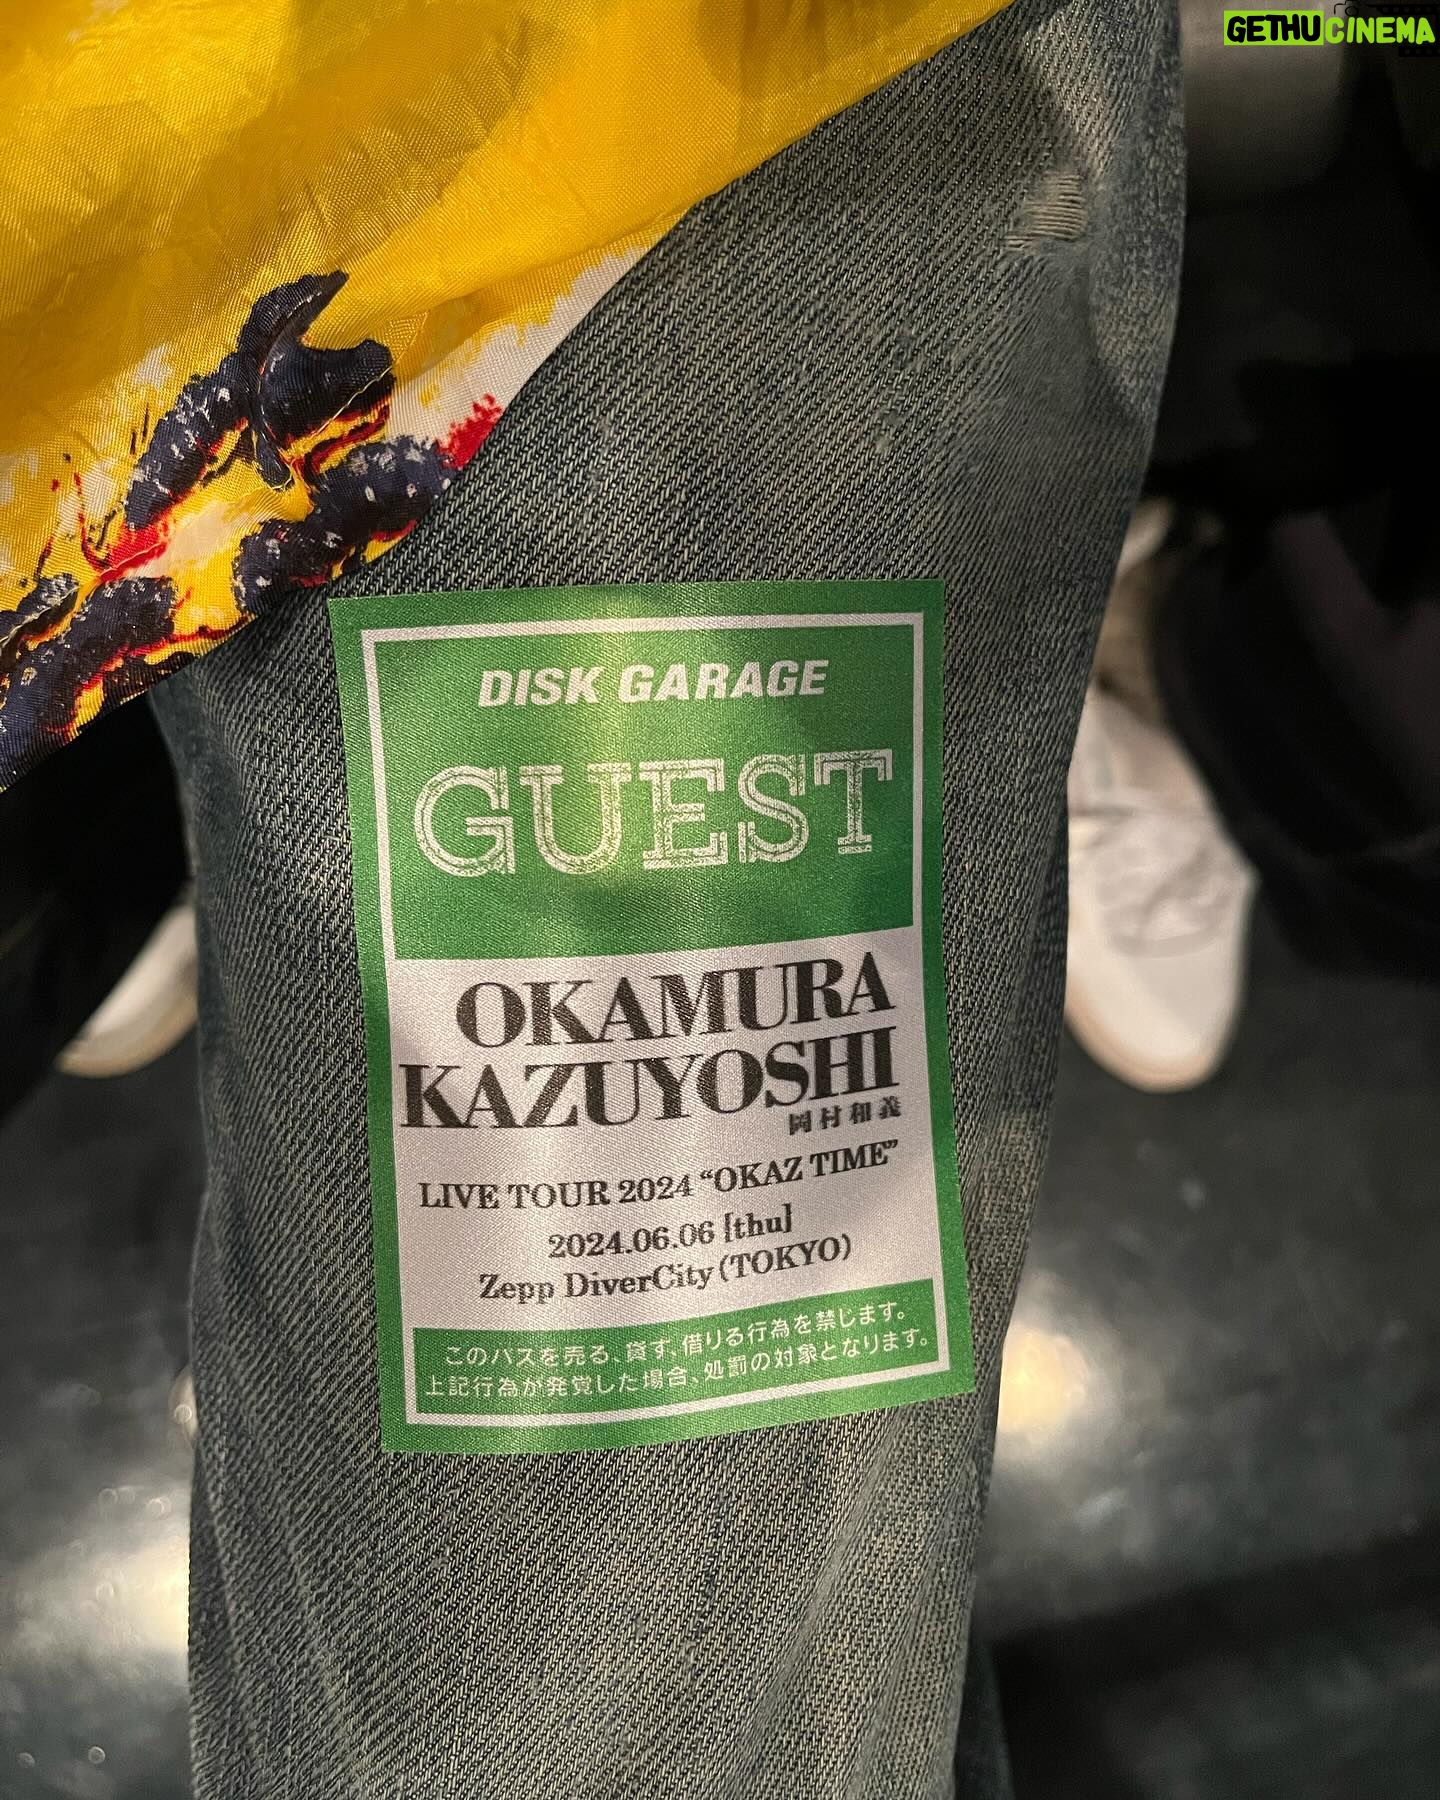 GETHUCINEMA
DISK GARAGE
GUEST
OKAMURA
KAZUYOSHI
岡村和義
LIVE TOUR 2024 “OKAZ TIME”
2024.06.06 [thu]
Zepp DiverCity (TOKYO)
このパスを売る、貸す、借りる行為を禁じます。
上記行為が発覚した場合、処罰の対象となります。